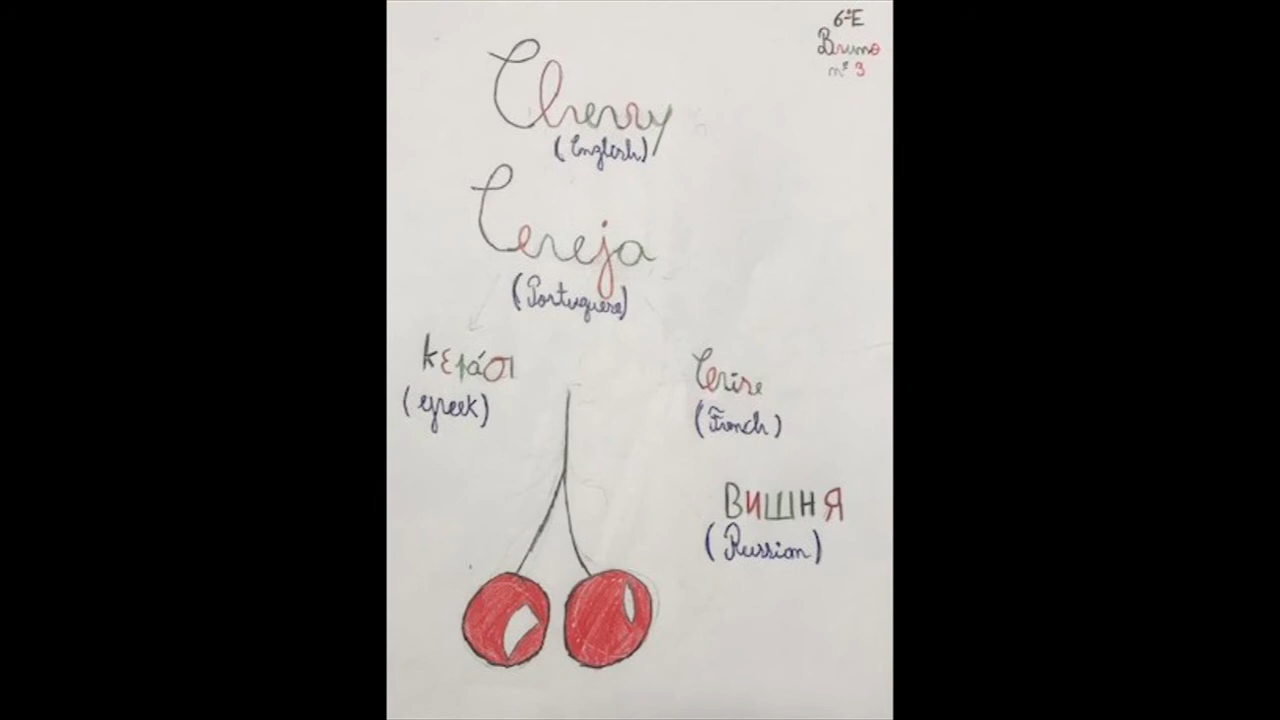 6ºE
Bruno
nº 3
Cherry
(English)
Cereja
(Portuguese)
κεράσι
(Greek)
Cerise
(French)
Вишня
(Russian)